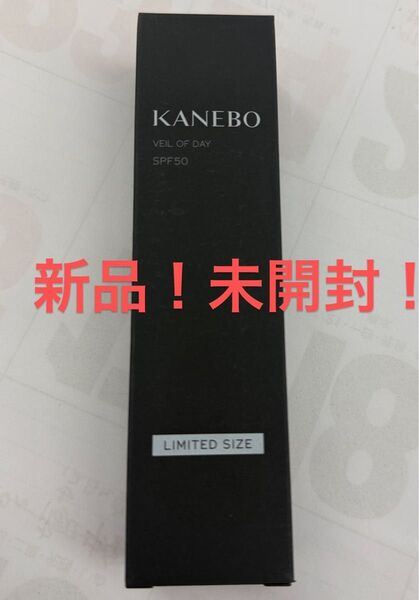 KANEBO
VEIL OF DAY
SPF50
新品！未開封！
LIMITED SIZE